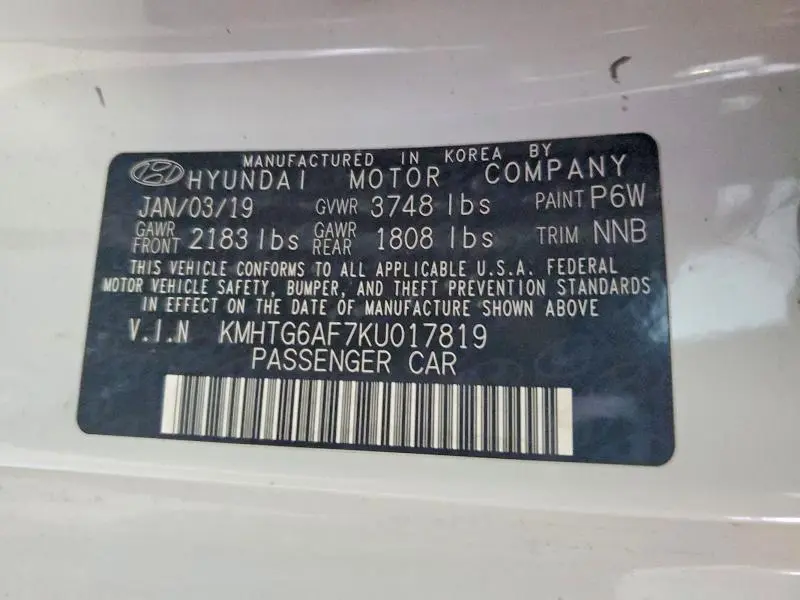 MANUFACTURED IN KOREA BY
HYUNDAI MOTOR COMPANY
JAN/03/19 GVWR 3748 lbs PAINT P6W
GAWR FRONT 2183 lbs GAWR REAR 1808 lbs TRIM NNB
THIS VEHICLE CONFORMS TO ALL APPLICABLE U.S.A. FEDERAL
MOTOR VEHICLE SAFETY, BUMPER, AND THEFT PREVENTION STANDARDS
IN EFFECT ON THE DATE OF MANUFACTURE SHOWN ABOVE
V.I.N KMHTG6AF7KU017819
PASSENGER CAR